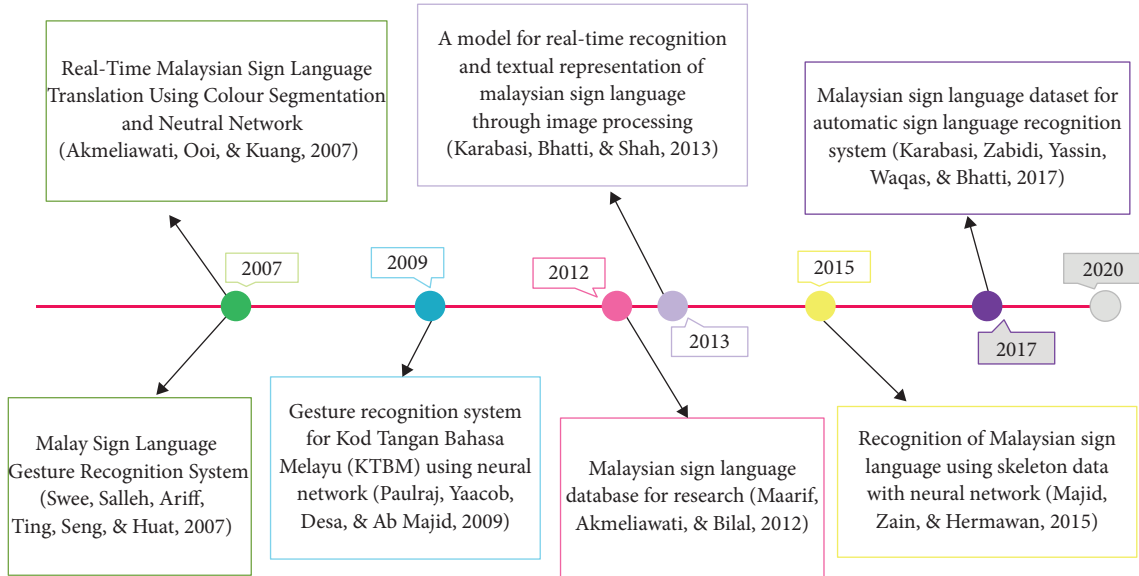 Real-Time Malaysian Sign Language
Translation Using Colour Segmentation
and Neutral Network
(Akmeliawati, Ooi, & Kuang, 2007)
A model for real-time recognition
and textual representation of
malaysian sign language
through image processing
(Karabasi, Bhatti, & Shah, 2013)
Malaysian sign language dataset for
automatic sign language recognition
system (Karabasi, Zabidi, Yassin,
Waqas, & Bhatti, 2017)
2007
2009
2012
2013
2015
2017
2020
Malay Sign Language
Gesture Recognition System
(Swee, Salleh, Ariff,
Ting, Seng, & Huat, 2007)
Gesture recognition system
for Kod Tangan Bahasa
Melayu (KTBM) using neural
network (Paulraj, Yaacob,
Desa, & Ab Majid, 2009)
Malaysian sign language
database for research (Maarif,
Akmeliawati, & Bilal, 2012)
Recognition of Malaysian sign
language using skeleton data
with neural network (Majid,
Zain, & Hermawan, 2015)